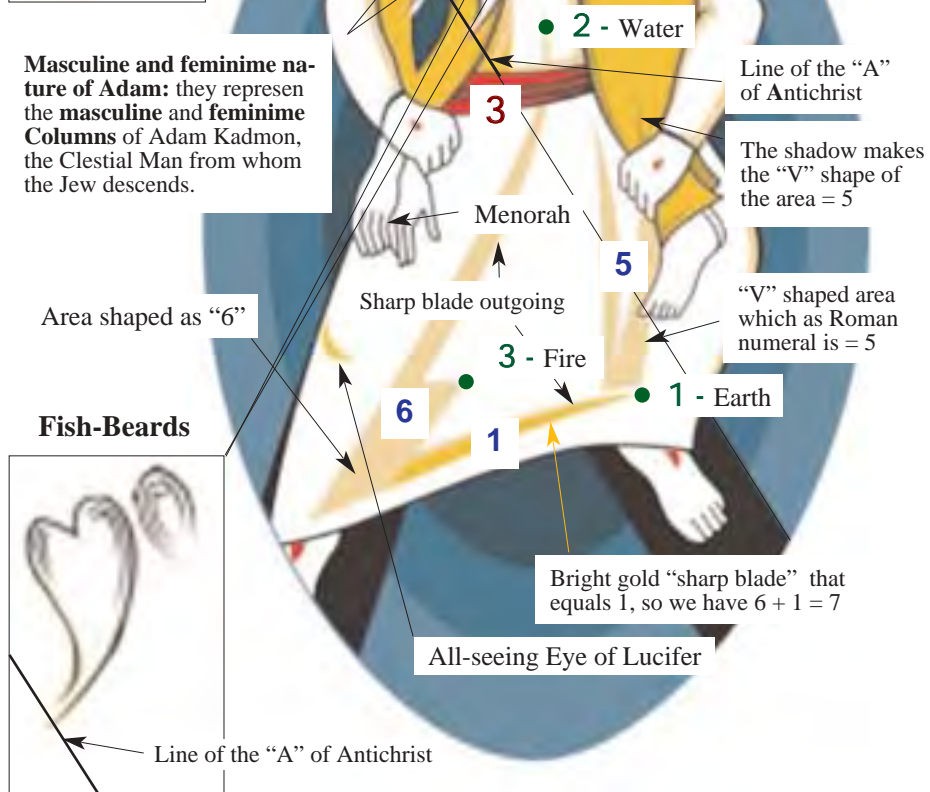 2 - Water
Masculine and feminime na-
ture of Adam: they represen
the masculine and feminime
Columns of Adam Kadmon,
the Clestial Man from whom
the Jew descends.
Line of the “A”
of Antichrist
3
The shadow makes
the “V” shape of
the area = 5
Menorah
5
Sharp blade outgoing
“V” shaped area
which as Roman
numeral is = 5
Area shaped as “6”
3 - Fire
1 - Earth
6
1
Fish-Beards
Bright gold “sharp blade” that
equals 1, so we have 6 + 1 = 7
All-seeing Eye of Lucifer
Line of the “A” of Antichrist